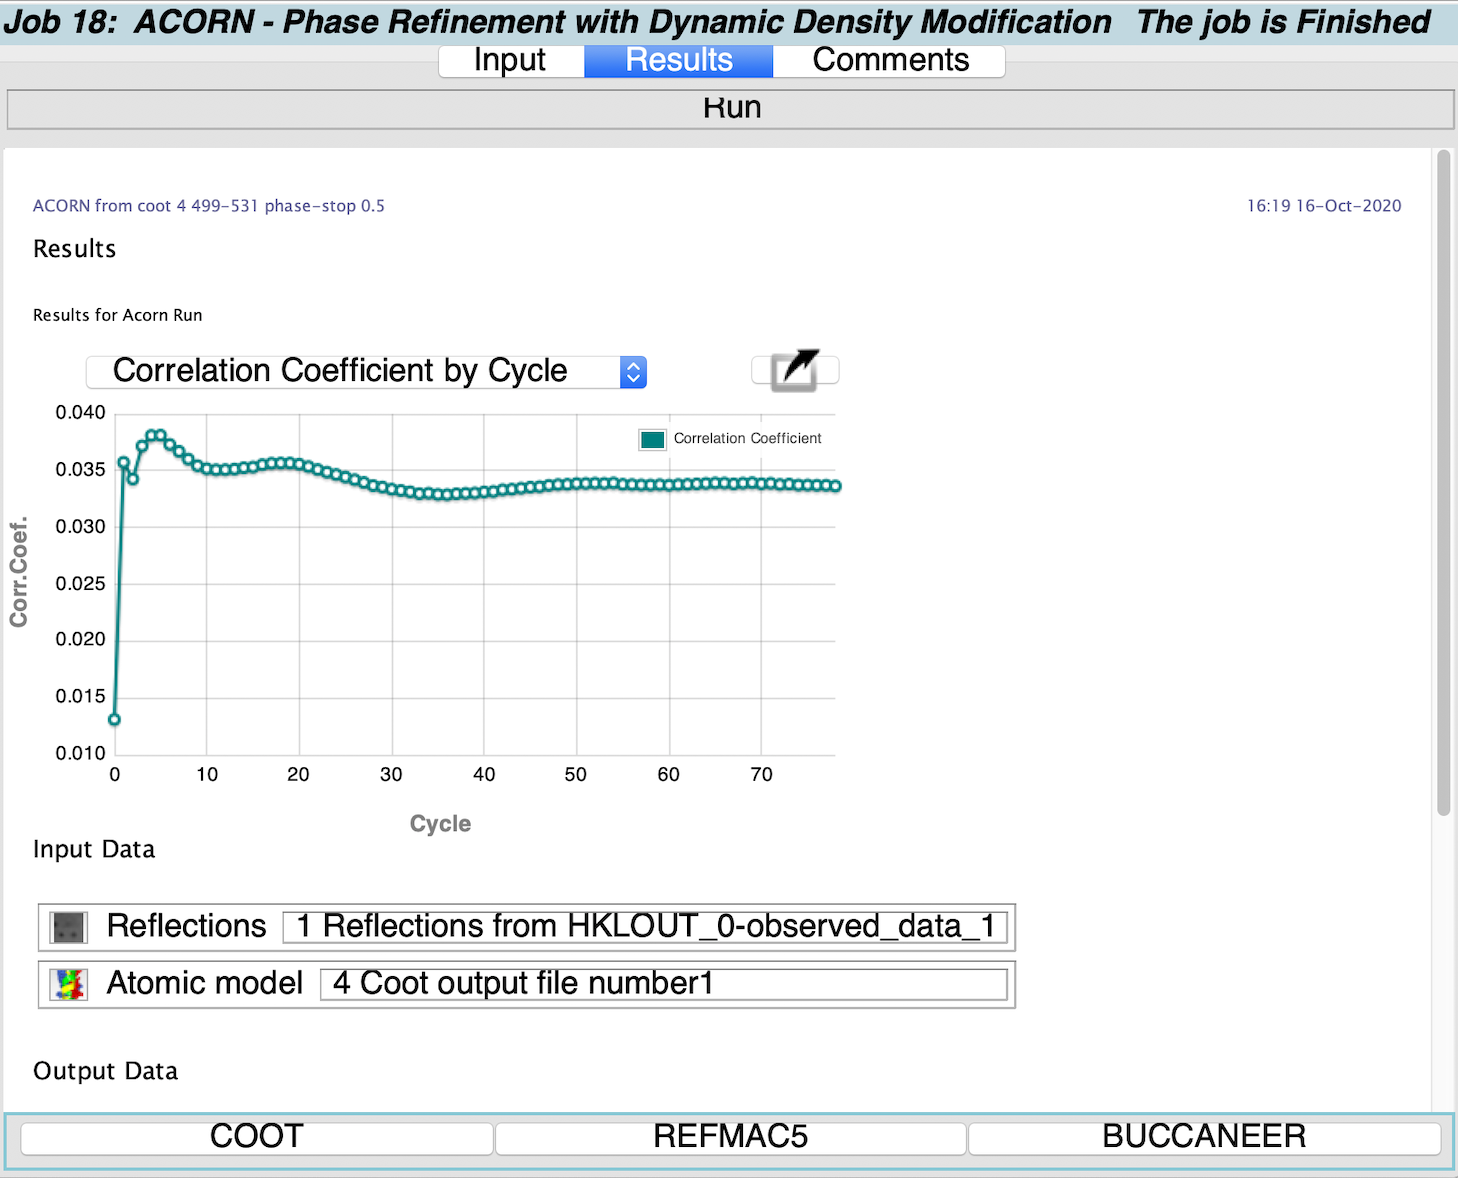 Job 18: ACORN - Phase Refinement with Dynamic Density Modification The job is Finished
Input Results Comments
Run
ACORN from coot 4 499-531 phase-stop 0.5 16:19 16-Oct-2020
Results
Results for Acorn Run
Correlation Coefficient by Cycle
0.040
Correlation Coefficient
0.035
0.030
0.025
0.020
0.015
0.010
Corr.Coef.
0 10 20 30 40 50 60 70
Cycle
Input Data
Reflections 1 Reflections from HKLOUT_0-observed_data_1
Atomic model 4 Coot output file number1
Output Data
COOT REFMAC5 BUCCANEER